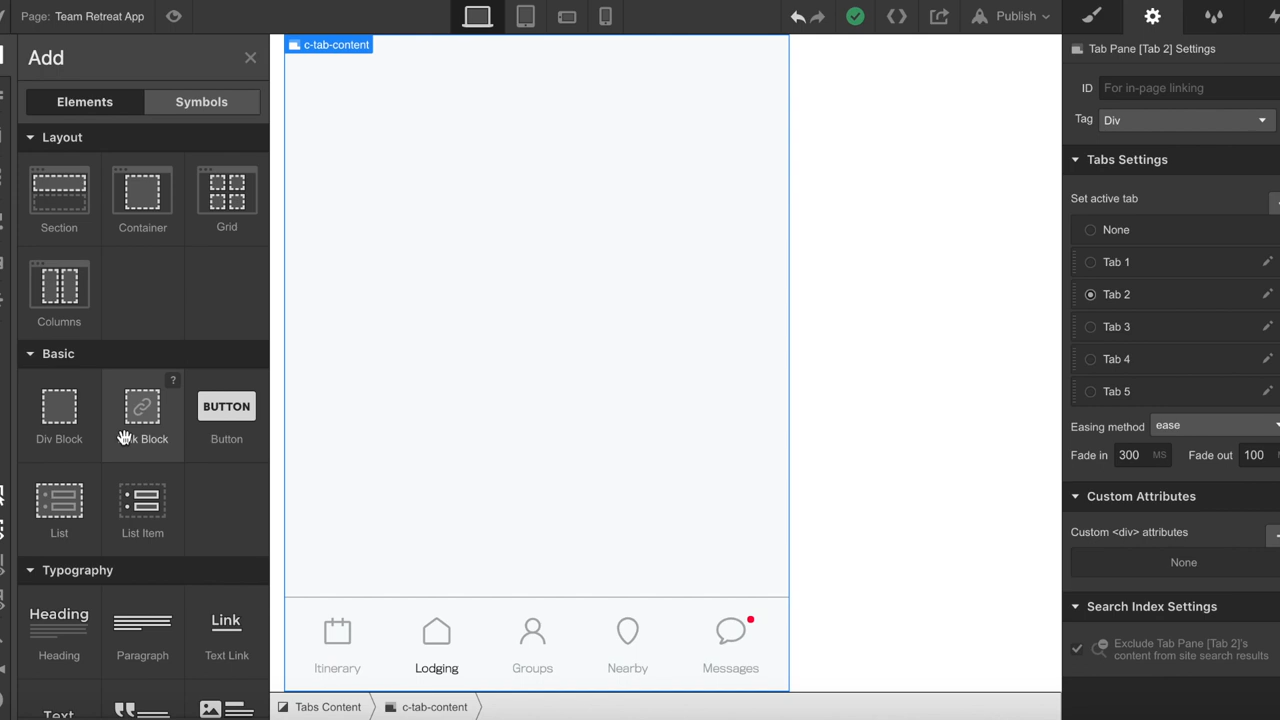 Page: Team Retreat App
Publish
Add
Elements
Symbols
Layout
Section
Container
Grid
Columns
Basic
?
BUTTON
Div Block
Block
Button
List
List Item
Typography
Heading
Link
Heading
Paragraph
Text Link
Text
c-tab-content
Itinerary
Lodging
Groups
Nearby
Messages
Tabs Content
c-tab-content
Tab Pane [Tab 2] Settings
ID
For in-page linking
Tag
Div
Tabs Settings
Set active tab
None
Tab 1
Tab 2
Tab 3
Tab 4
Tab 5
Easing method
ease
Fade in
300
MS
Fade out
100
Custom Attributes
Custom <div> attributes
None
Search Index Settings
Exclude Tab Pane [Tab 2]'s
content from site search results